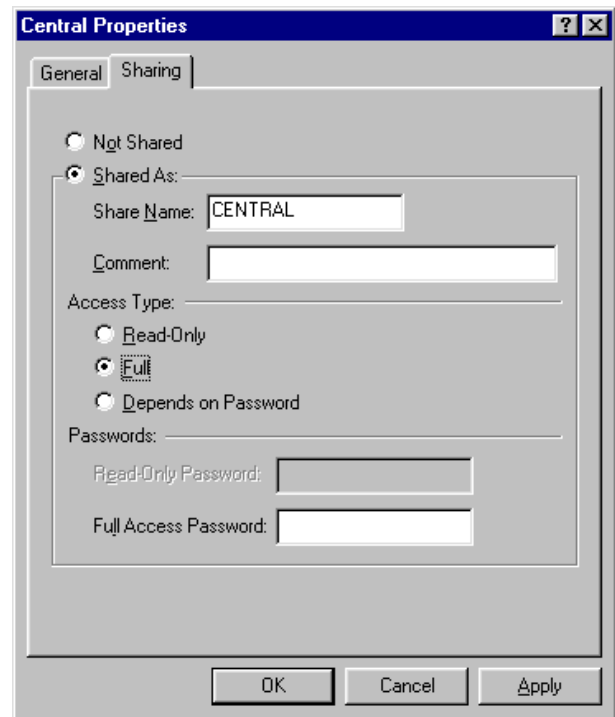 Central Properties
General Sharing
Not Shared
Shared As:
Share Name: CENTRAL
Comment:
Access Type:
Read-Only
Full
Depends on Password
Passwords:
Read-Only Password:
Full Access Password:
OK Cancel Apply